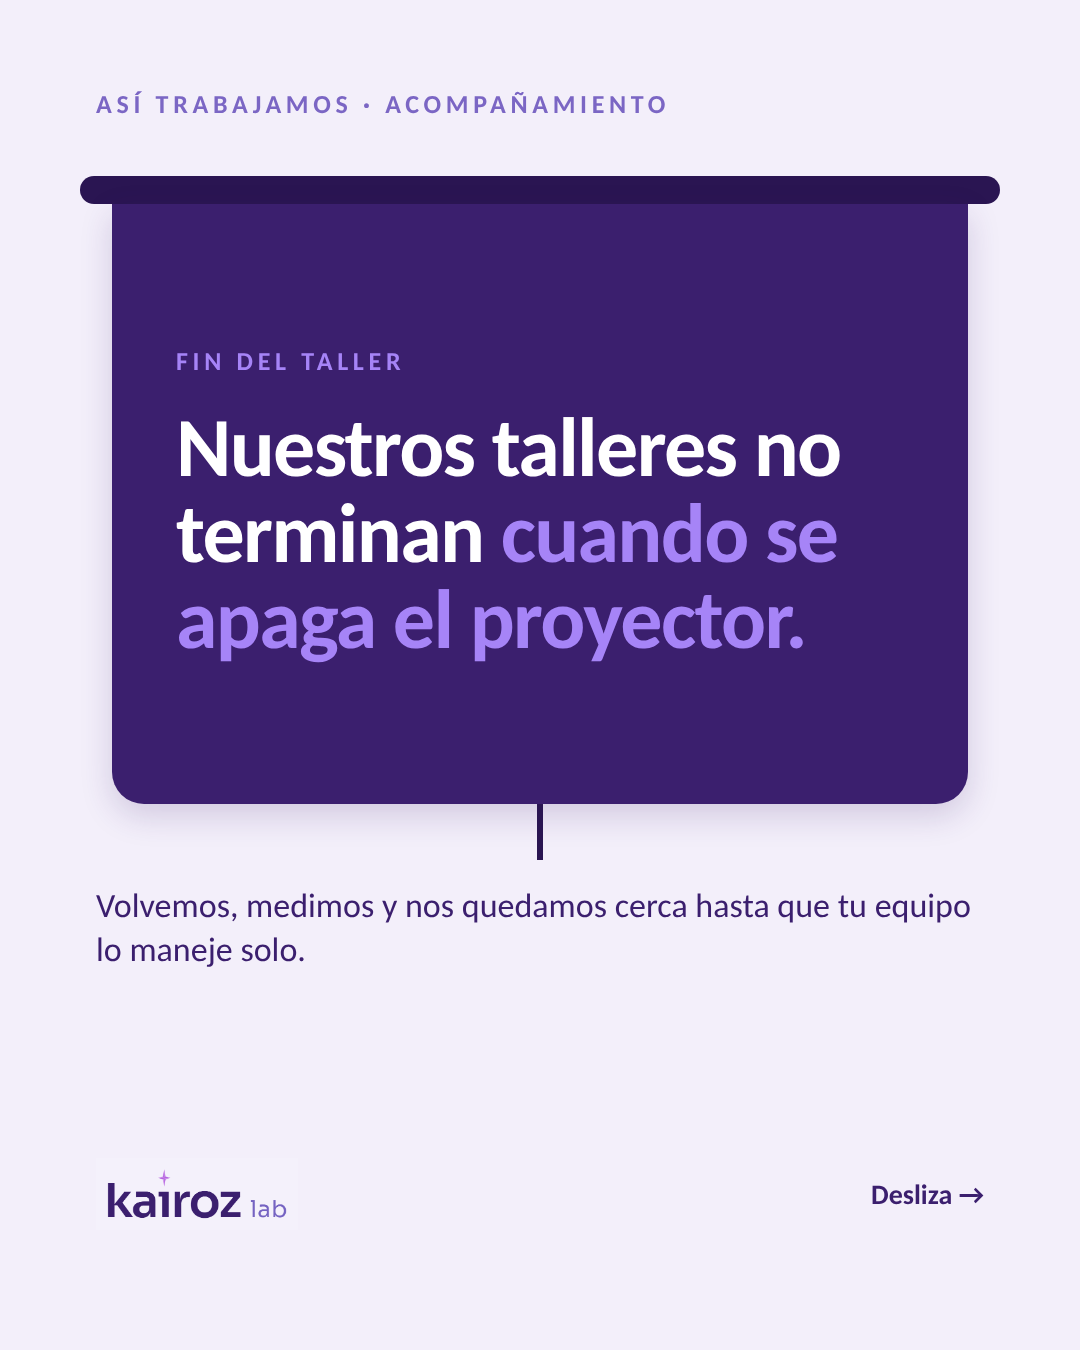 ASÍ TRABAJAMOS · ACOMPAÑAMIENTO
FIN DEL TALLER
Nuestros talleres no
terminan cuando se
apaga el proyector.
Volvemos, medimos y nos quedamos cerca hasta que tu equipo
lo maneje solo.
kairoz lab
Desliza →